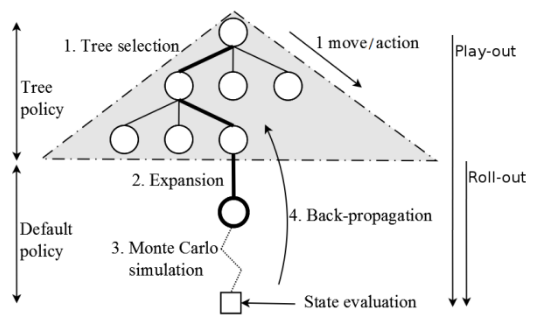 1. Tree selection
1 move/action
Play-out
Tree
policy
2. Expansion
Roll-out
Default
policy
4. Back-propagation
3. Monte Carlo
simulation
State evaluation